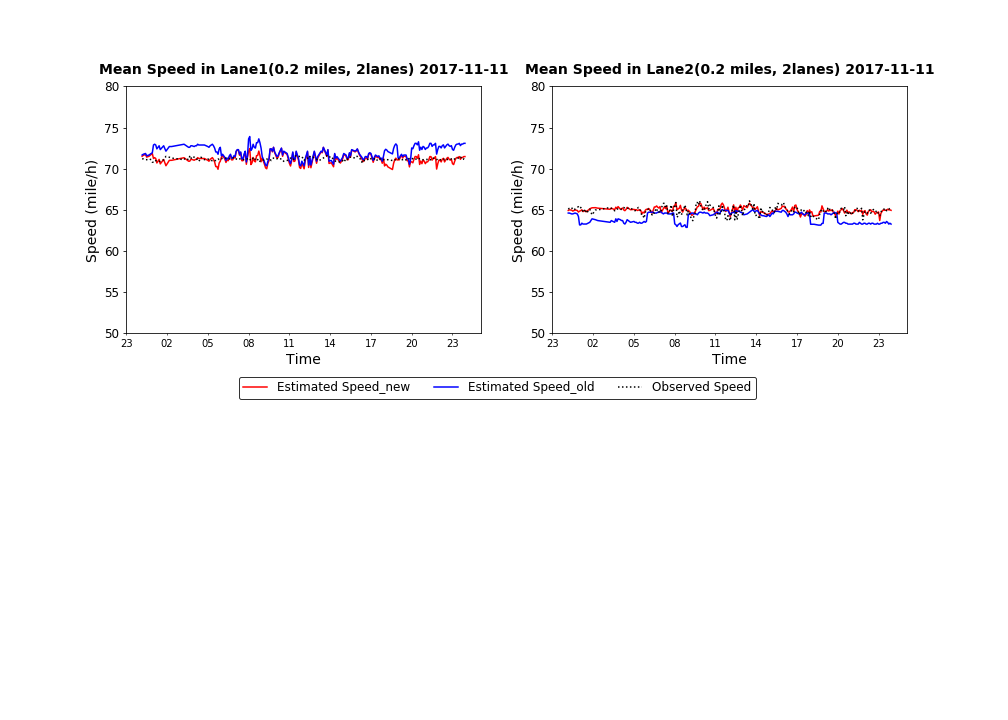 Mean Speed in Lane1(0.2 miles, 2lanes) 2017-11-11
80
75
70
65
60
55
50
Speed (mile/h)
23 02 05 08 11 14 17 20 23
Time
Mean Speed in Lane2(0.2 miles, 2lanes) 2017-11-11
80
75
70
65
60
55
50
Speed (mile/h)
23 02 05 08 11 14 17 20 23
Time
Estimated Speed_new Estimated Speed_old Observed Speed